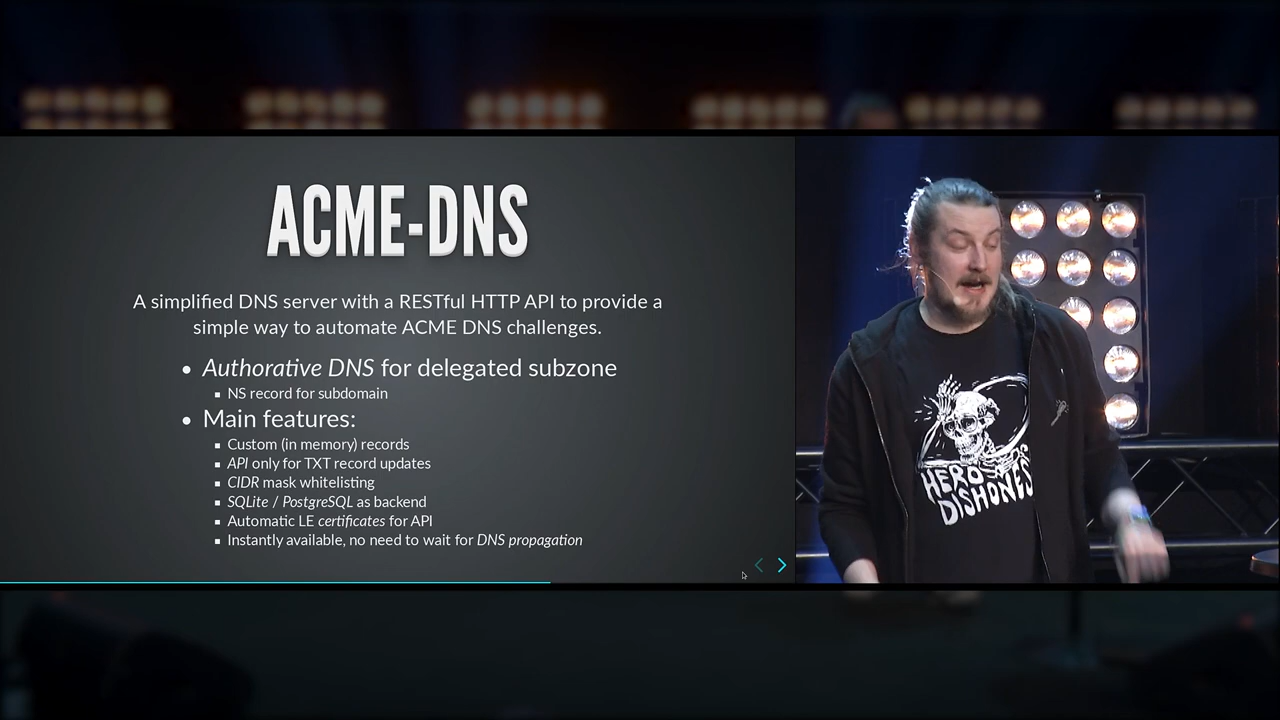 ACME-DNS
A simplified DNS server with a RESTful HTTP API to provide a
simple way to automate ACME DNS challenges.
Authorative DNS for delegated subzone
NS record for subdomain
Main features:
Custom (in memory) records
API only for TXT record updates
CIDR mask whitelisting
SQLite / PostgreSQL as backend
Automatic LE certificates for API
Instantly available, no need to wait for DNS propagation
HERO
DISHONES